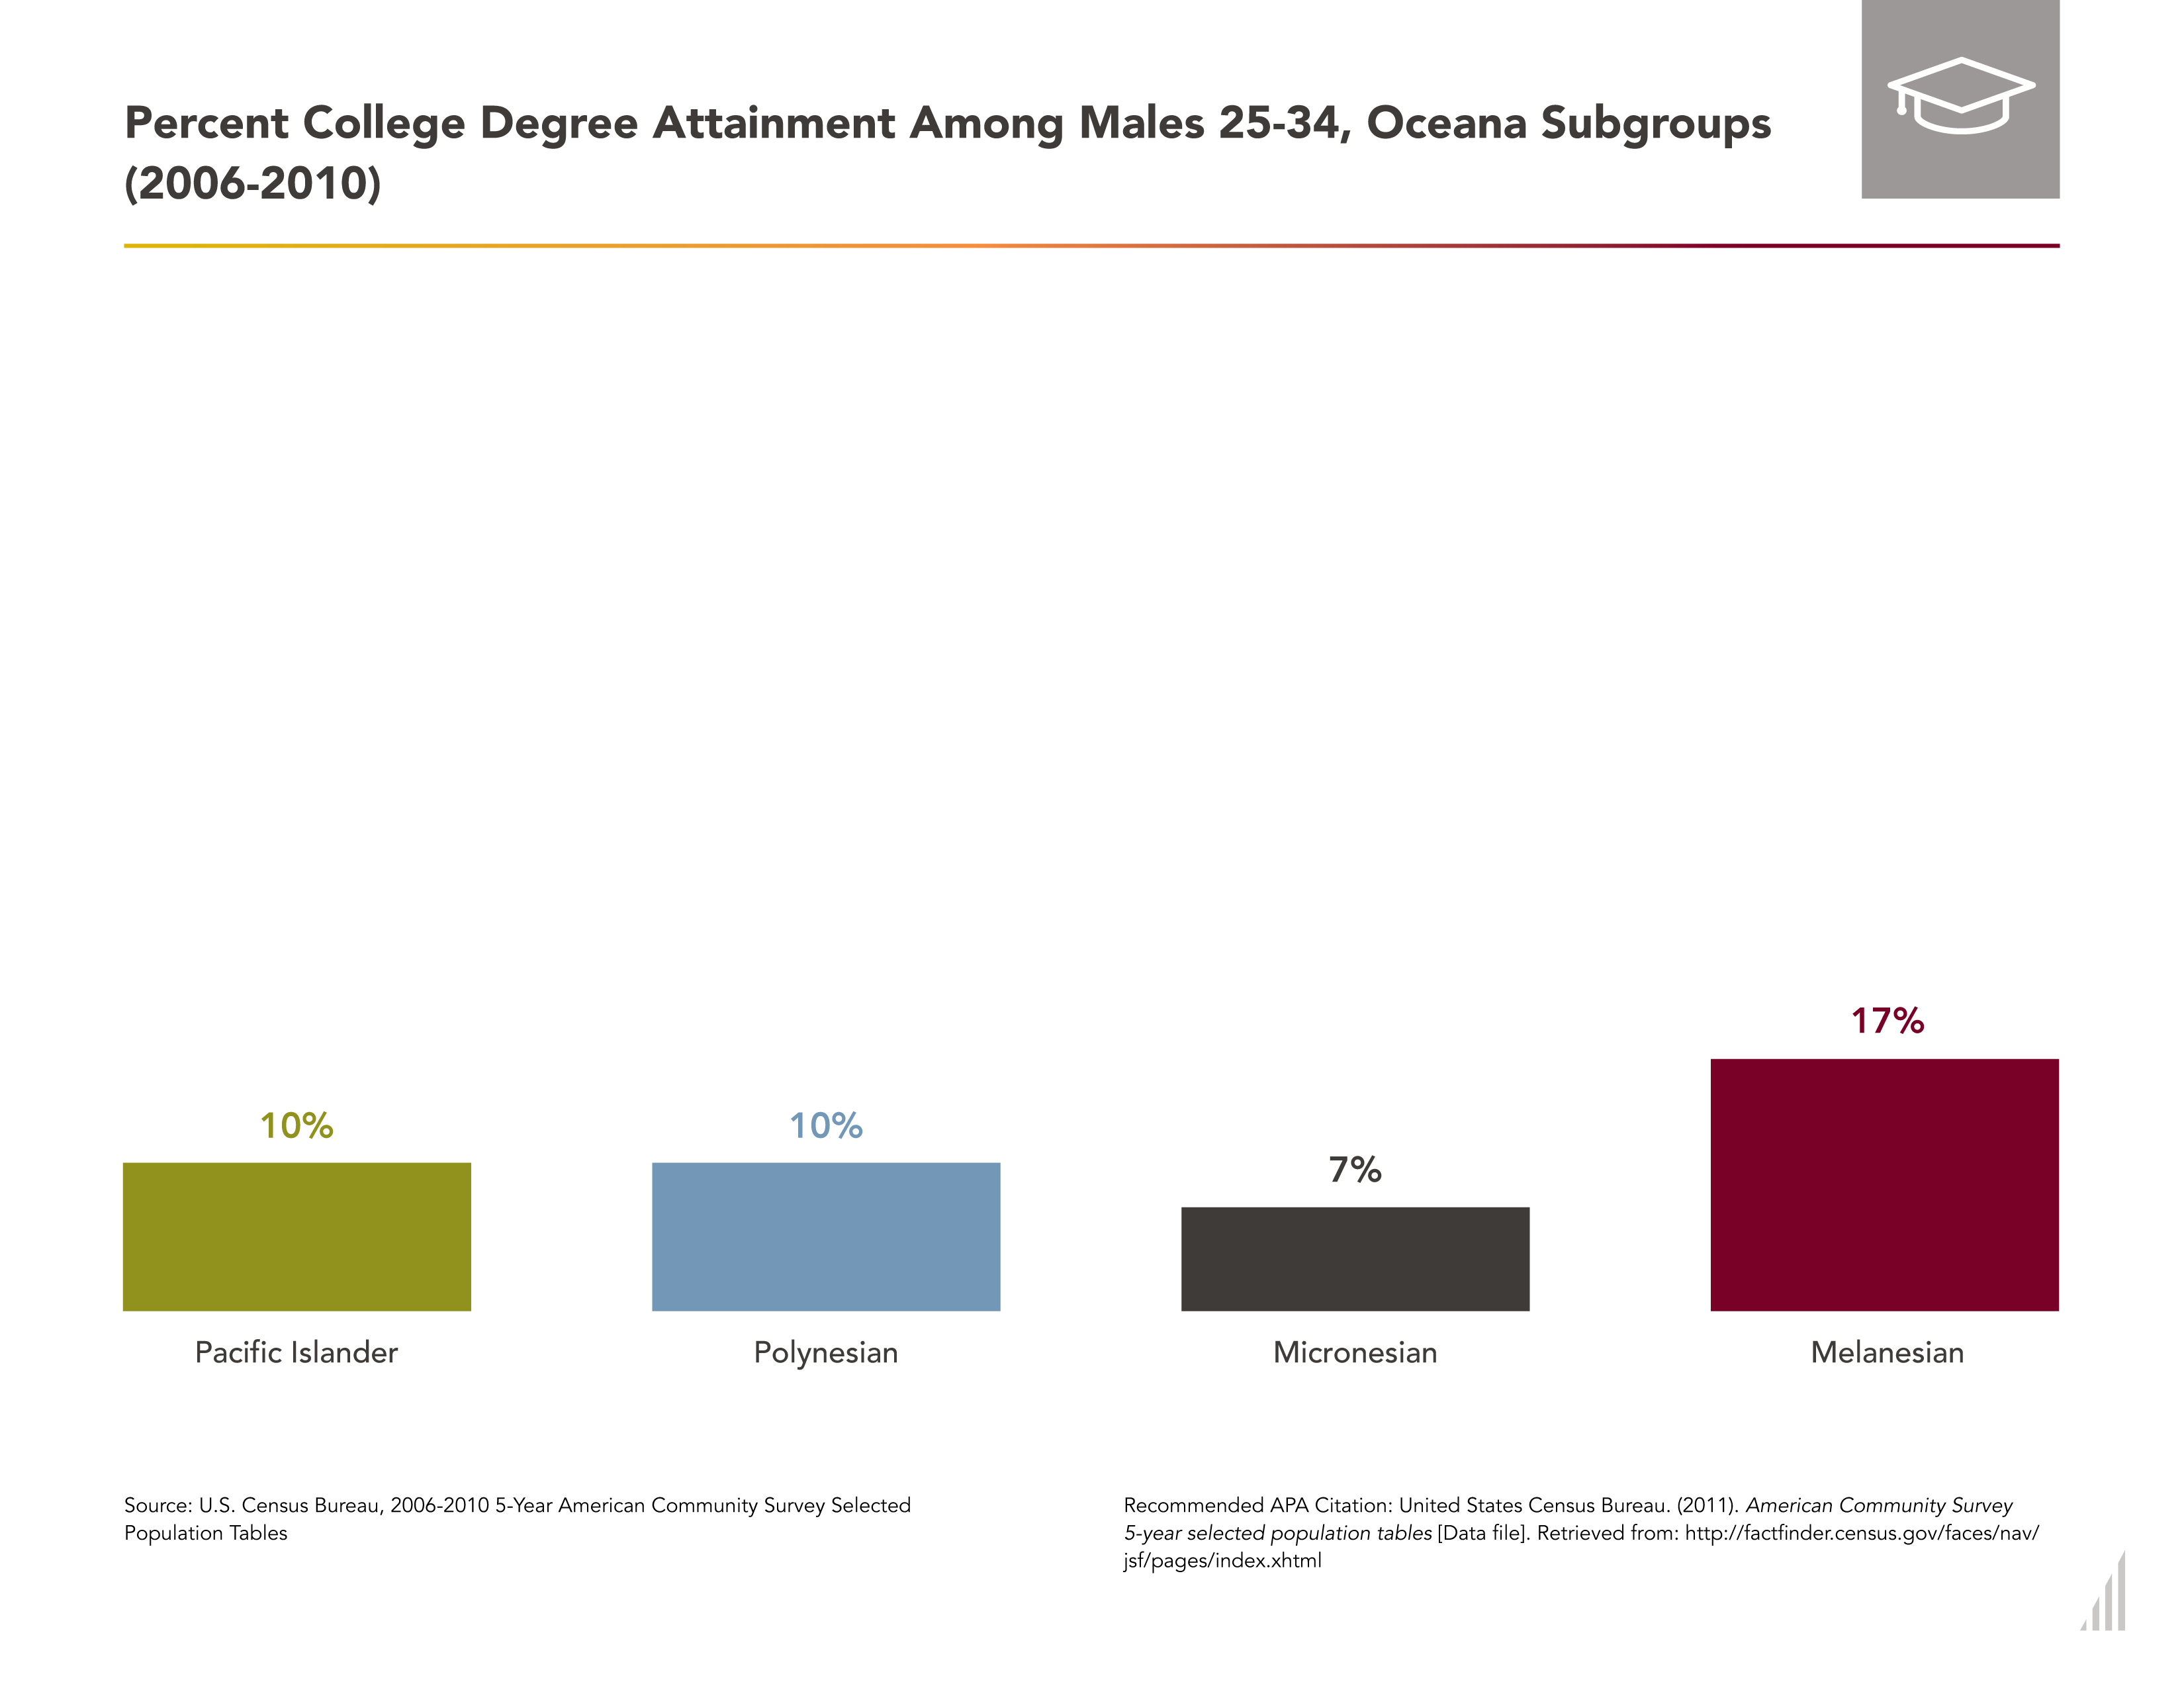 Percent College Degree Attainment Among Males 25-34, Oceana Subgroups
(2006-2010)
10%
10%
7%
17%
Pacific Islander
Polynesian
Micronesian
Melanesian
Source: U.S. Census Bureau, 2006-2010 5-Year American Community Survey Selected
Population Tables
Recommended APA Citation: United States Census Bureau. (2011). American Community Survey
5-year selected population tables [Data file]. Retrieved from: http://factfinder.census.gov/faces/nav/
jsf/pages/index.xhtml